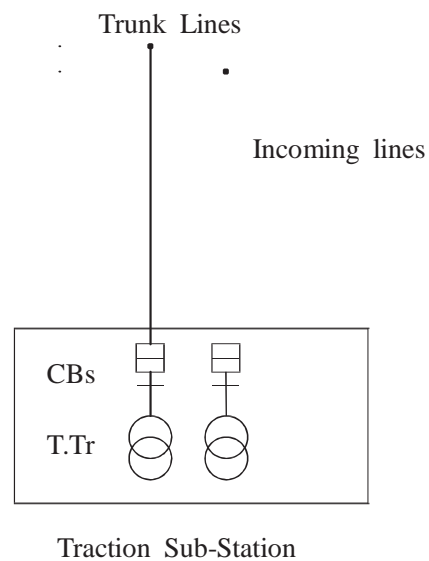 Trunk Lines
Incoming lines
CBs
T.Tr
Traction Sub-Station